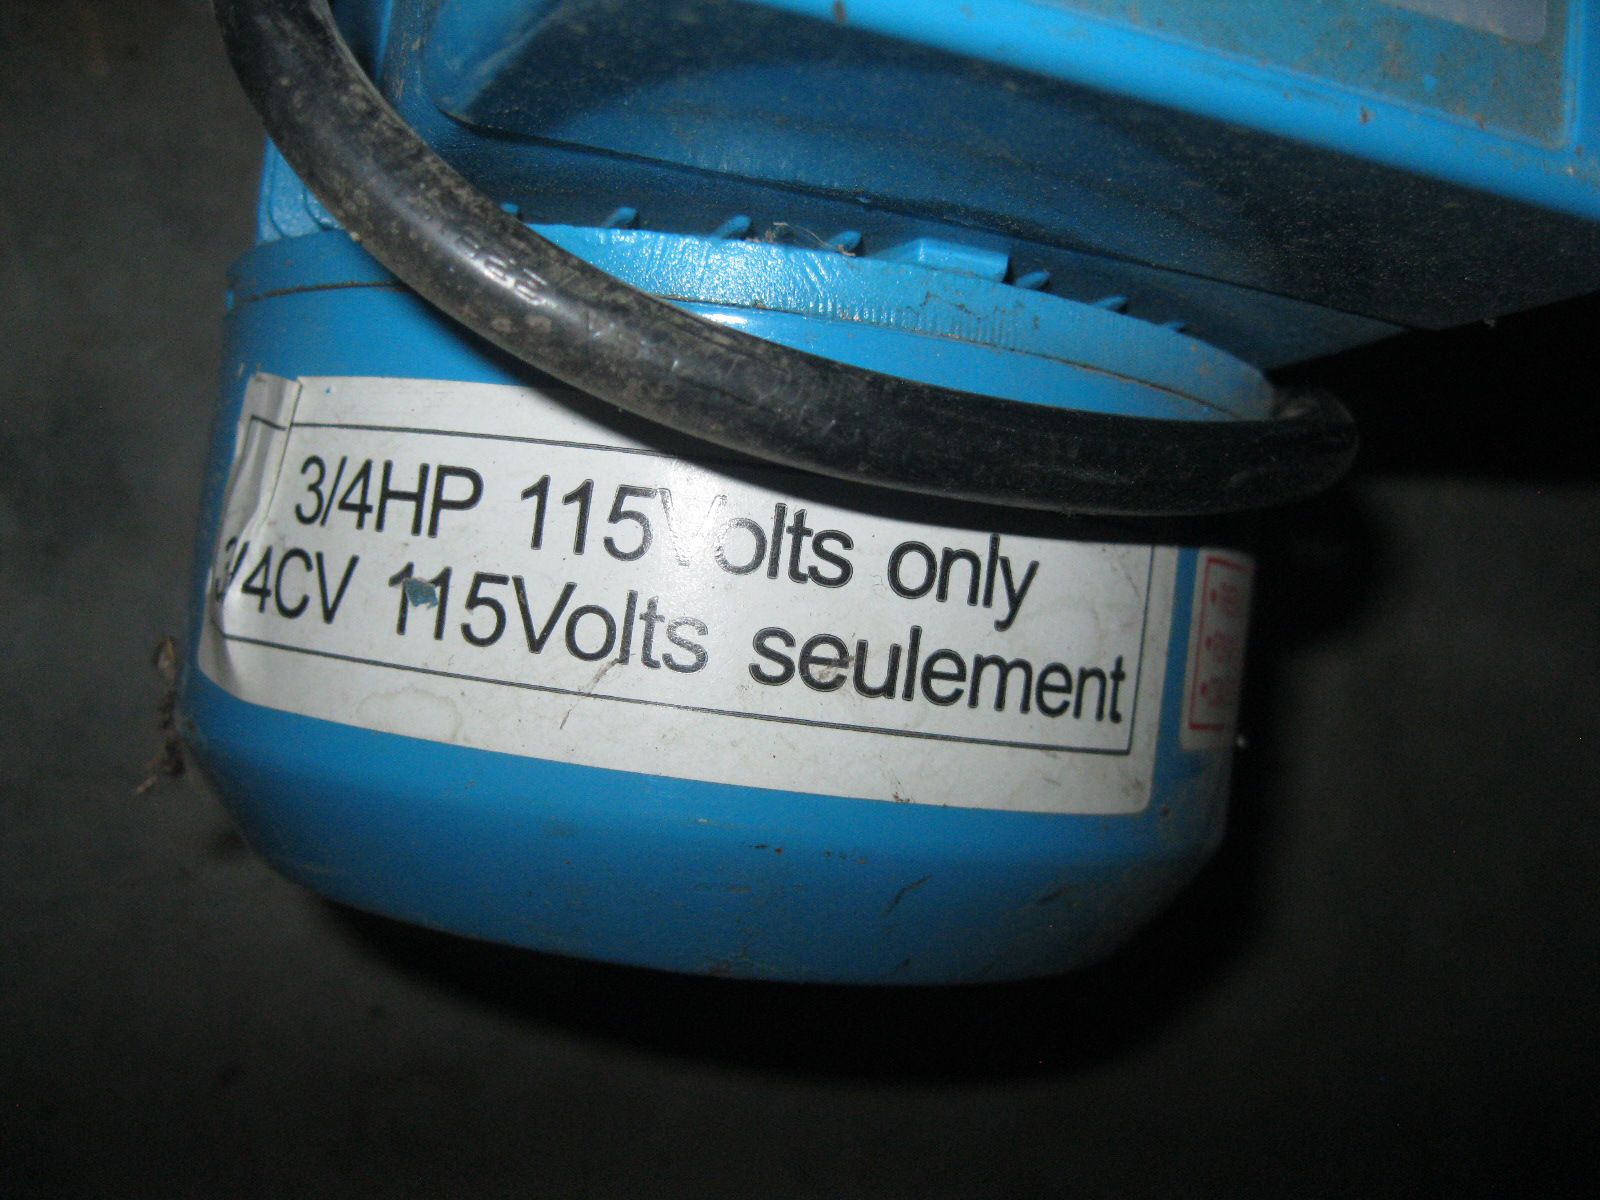 3/4HP 115Volts only
3/4CV 115Volts seulement